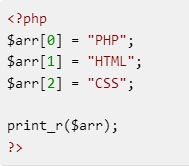 <?php
$arr[0] = "PHP";
$arr[1] = "HTML";
$arr[2] = "CSS";
print_r($arr);
?>